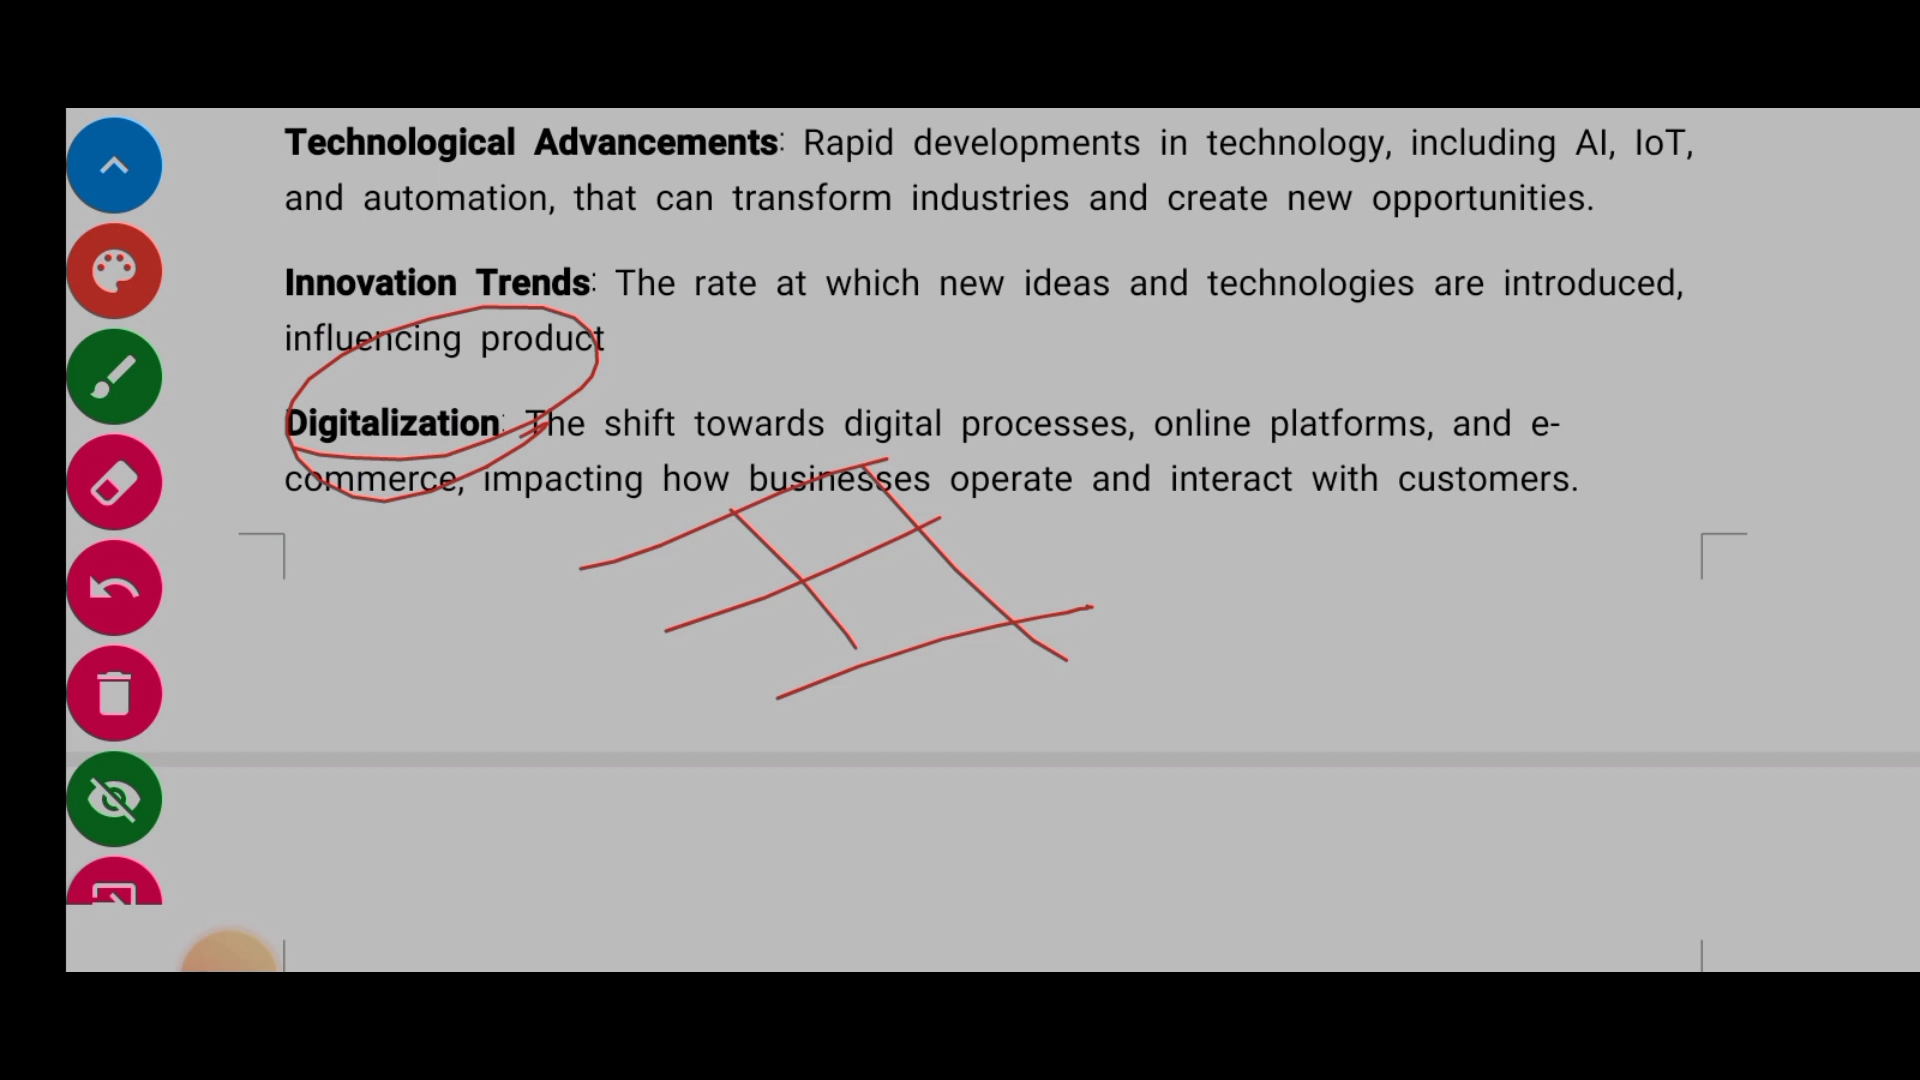 Technological Advancements: Rapid developments in technology, including AI, IoT,
and automation, that can transform industries and create new opportunities.
Innovation Trends: The rate at which new ideas and technologies are introduced,
influencing product
Digitalization: The shift towards digital processes, online platforms, and e-
commerce, impacting how businesses operate and interact with customers.